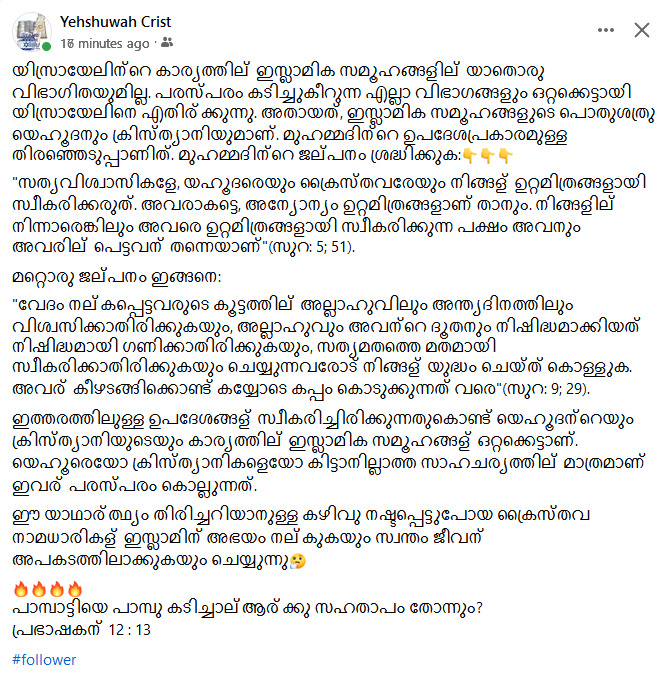 Yehshuwah Crist
16 minutes ago ·
യിസ്രായേലിന്‌റെ കാര്യത്തില്‌ ഇസ്ലാമിക സമൂഹങ്ങളില്‌ യാതൊരു
വിഭാഗിതയുമില്ല. പരസ്പരം കടിച്ചുകീറുന്ന എല്ലാ വിഭാഗങ്ങളും ഒറ്റക്കെട്ടായി
യിസ്രായേലിനെ എതിര്‌ക്കുന്നു. അതായത്, ഇസ്ലാമിക സമൂഹങ്ങളുടെ പൊതുശത്രു
യെഹൂദനും ക്രിസ്ത്യാനിയുമാണ്. മുഹമ്മദിന്‌റെ ഉപദേശപ്രകാരമുള്ള
തിരഞ്ഞെടുപ്പാണിത്. മുഹമ്മദിന്‌റെ ജല്പനം ശ്രദ്ധിക്കുക:👇👇👇
"സത്യവിശ്വാസികളേ, യഹൂദരെയും ക്രൈസ്തവരേയും നിങ്ങള്‌ ഉറ്റമിത്രങ്ങളായി
സ്വീകരിക്കരുത്. അവരാകട്ടെ, അന്യോന്യം ഉറ്റമിത്രങ്ങളാണ് താനും. നിങ്ങളില്‌
നിന്നാരെങ്കിലും അവരെ ഉറ്റമിത്രങ്ങളായി സ്വീകരിക്കുന്ന പക്ഷം അവനും
അവരില്‌ പെട്ടവന്‌ തന്നെയാണ്"(സുറ: 5; 51).
മറ്റൊരു ജല്പനം ഇങ്ങനെ:
"വേദം നല്‌കപ്പെട്ടവരുടെ കൂട്ടത്തില്‌ അല്ലാഹുവിലും അന്ത്യദിനത്തിലും
വിശ്വസിക്കാതിരിക്കുകയും, അല്ലാഹുവും അവന്‌റെ ദൂതനും നിഷിദ്ധമാക്കിയത്
നിഷിദ്ധമായി ഗണിക്കാതിരിക്കുകയും, സത്യമതത്തെ മതമായി
സ്വീകരിക്കാതിരിക്കുകയും ചെയ്യുന്നവരോട് നിങ്ങള്‌ യുദ്ധം ചെയ്ത് കൊള്ളുക.
അവര്‌ കീഴടങ്ങിക്കൊണ്ട് കയ്യോടെ കപ്പം കൊടുക്കുന്നത് വരെ"(സുറ: 9; 29).
ഇത്തരത്തിലുള്ള ഉപദേശങ്ങള്‌ സ്വീകരിച്ചിരിക്കുന്നതുകൊണ്ട് യെഹൂദന്‌റെയും
ക്രിസ്ത്യാനിയുടെയും കാര്യത്തില്‌ ഇസ്ലാമിക സമൂഹങ്ങള്‌ ഒറ്റക്കെട്ടാണ്.
യെഹൂരെയോ ക്രിസ്ത്യാനികളെയോ കിട്ടാനില്ലാത്ത സാഹചര്യത്തില്‌ മാത്രമാണ്
ഇവര്‌ പരസ്പരം കൊല്ലുന്നത്.
ഈ യാഥാര്‌ത്ഥ്യം തിരിച്ചറിയാനുള്ള കഴിവു നഷ്ടപ്പെട്ടുപോയ ക്രൈസ്തവ
നാമധാരികള്‌ ഇസ്ലാമിന് അഭയം നല്‌കുകയും സ്വന്തം ജീവന്‌
അപകടത്തിലാക്കുകയും ചെയ്യുന്നു🤔
🔥🔥🔥🔥
പാമ്പാട്ടിയെ പാമ്പു കടിച്ചാല്‌ ആര്‌ക്കു സഹതാപം തോന്നും?
പ്രഭാഷകന്‌ 12 : 13
#follower